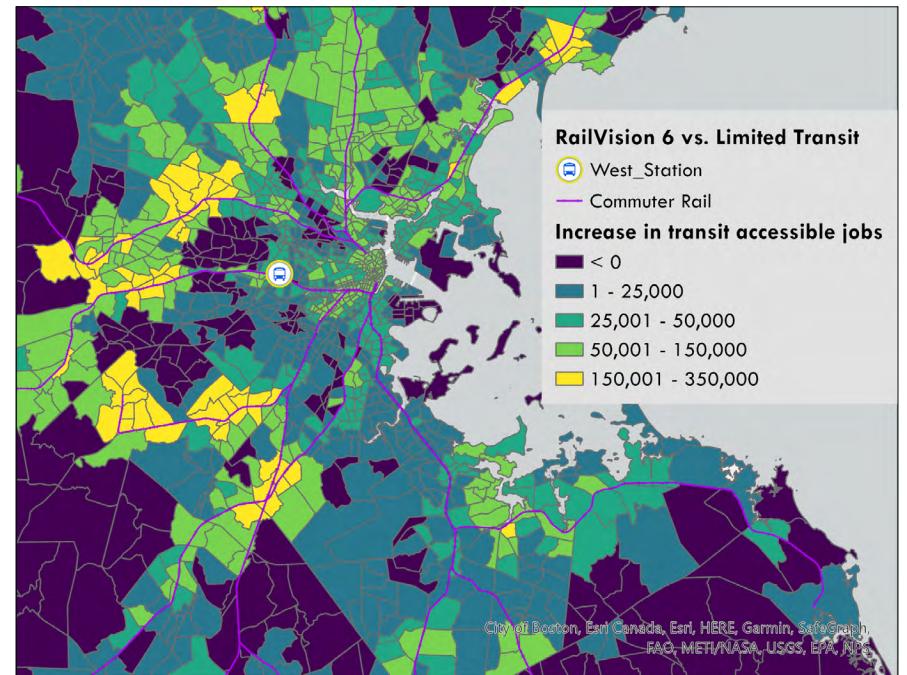 RailVision 6 vs. Limited Transit
West_Station
Commuter Rail
Increase in transit accessible jobs
< 0
1 - 25,000
25,001 - 50,000
50,001 - 150,000
150,001 - 350,000
City of Boston, Esri Canada, Esri, HERE, Garmin, SafeGraph,
FAO, METI/NASA, USGS, EPA, NPS